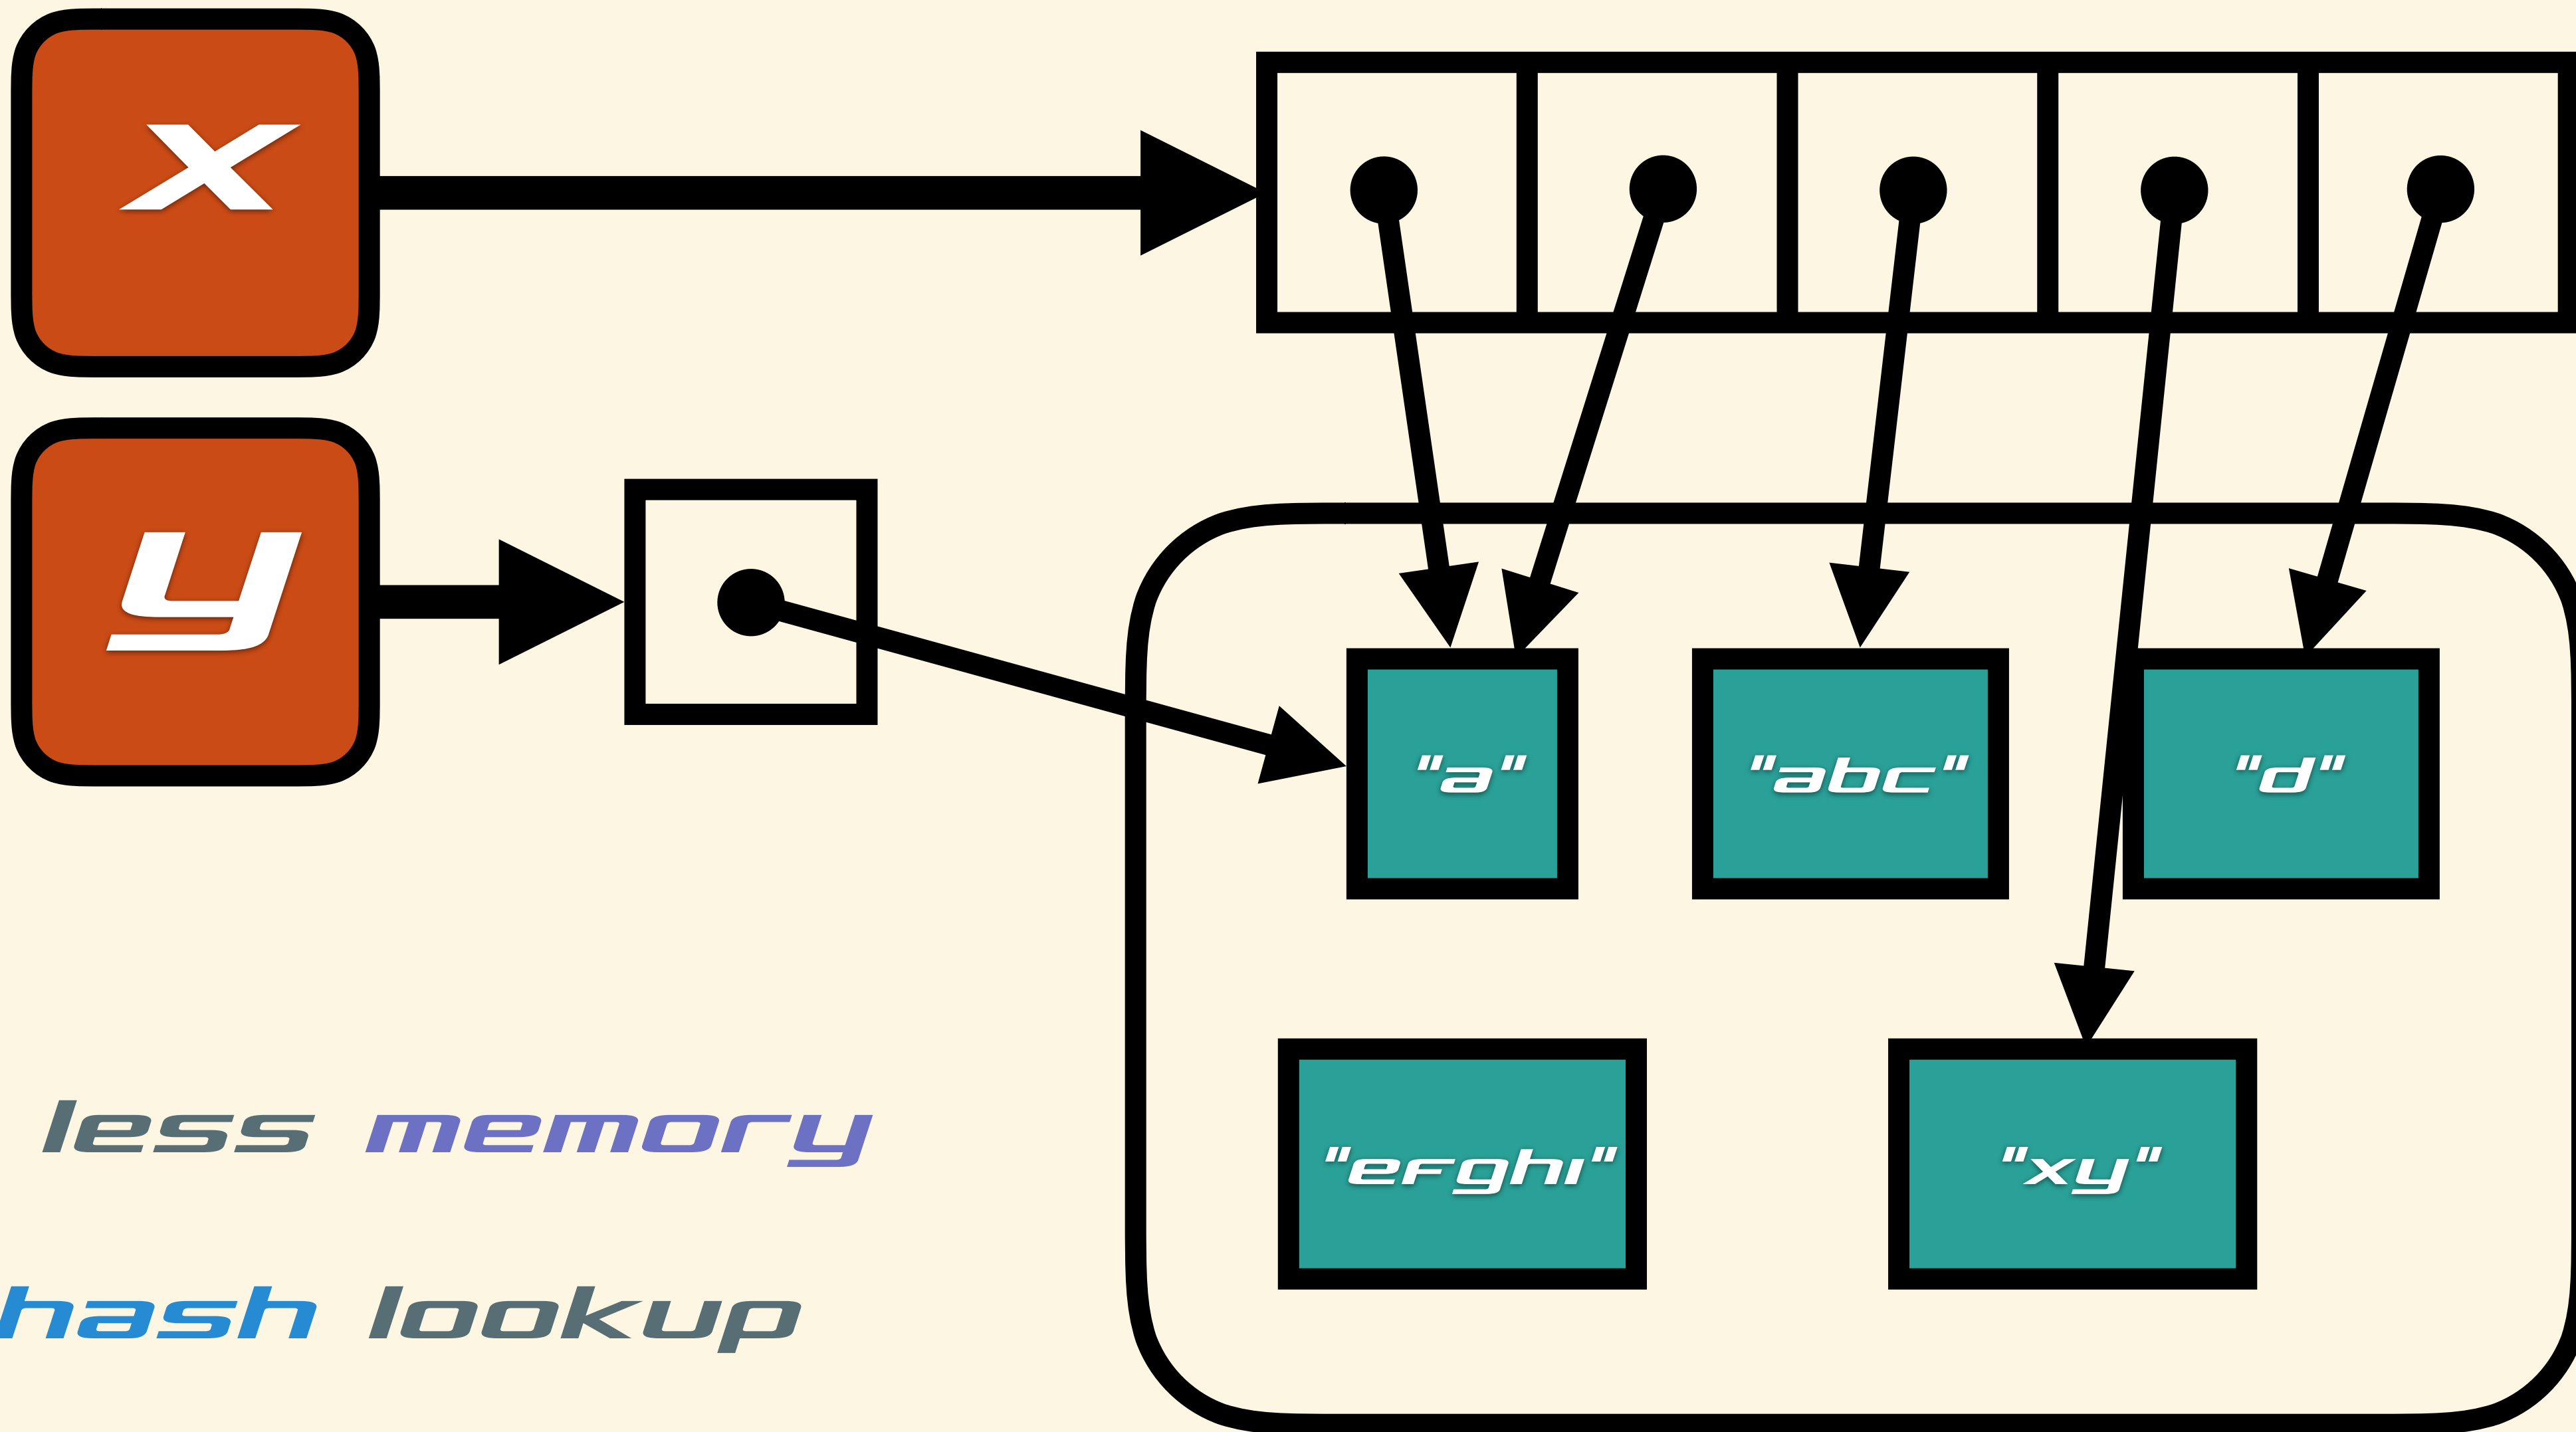 x
y
"a" "abc" "d"
less memory
"efghi" "xy"
hash lookup